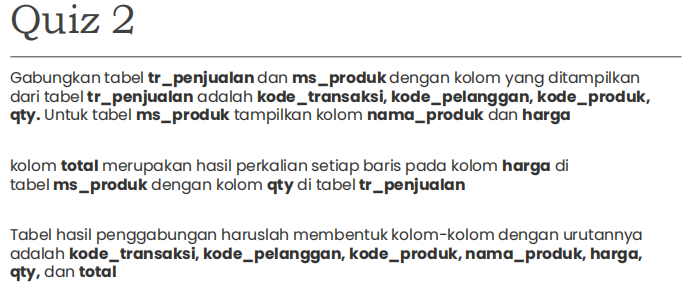 Quiz 2
Gabungkan tabel tr_penjualan dan ms_produk dengan kolom yang ditampilkan
dari tabel tr_penjualan adalah kode_transaksi, kode_pelanggan, kode_produk,
qty. Untuk tabel ms_produk tampilkan kolom nama_produk dan harga
kolom total merupakan hasil perkalian setiap baris pada kolom harga di
tabel ms_produk dengan kolom qty di tabel tr_penjualan
Tabel hasil penggabungan haruslah membentuk kolom-kolom dengan urutannya
adalah kode_transaksi, kode_pelanggan, kode_produk, nama_produk, harga,
qty, dan total